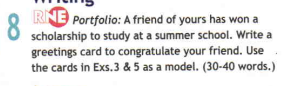 Writing
8 RNE Portfolio: A friend of yours has won a
scholarship to study at a summer school. Write a
greetings card to congratulate your friend. Use
the cards in Exs.3 & 5 as a model. (30-40 words.)